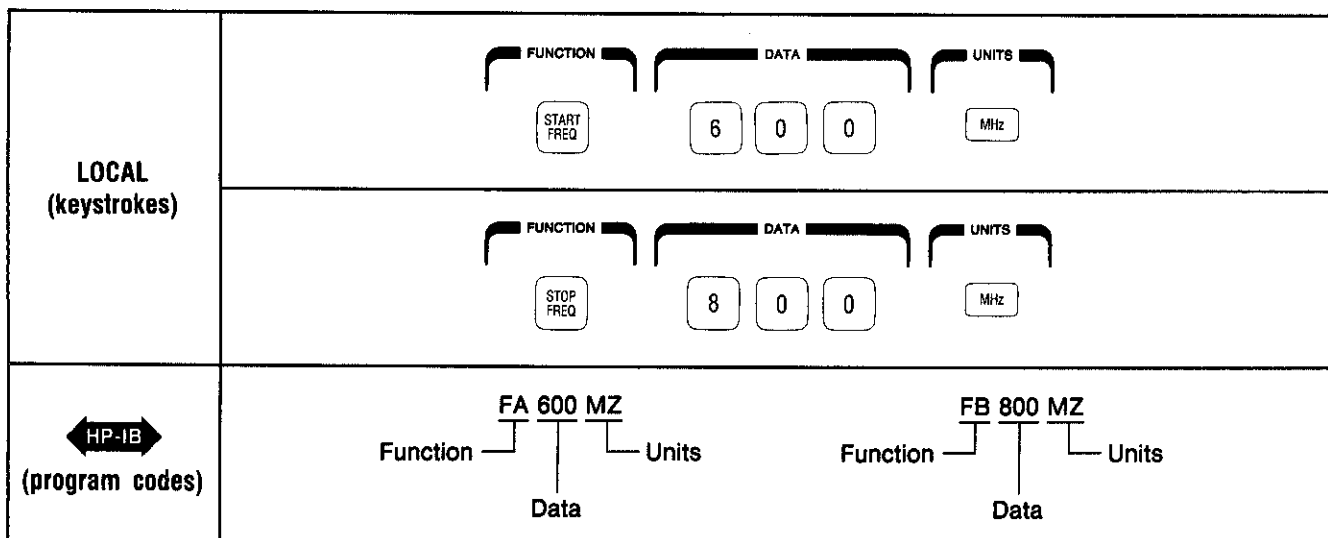 LOCAL
(keystrokes)
FUNCTION DATA UNITS
START
FREQ
6 0 0 MHz
FUNCTION DATA UNITS
STOP
FREQ
8 0 0 MHz
HP-IB
(program codes)
FA 600 MZ FB 800 MZ
Function Units Function Units
Data Data